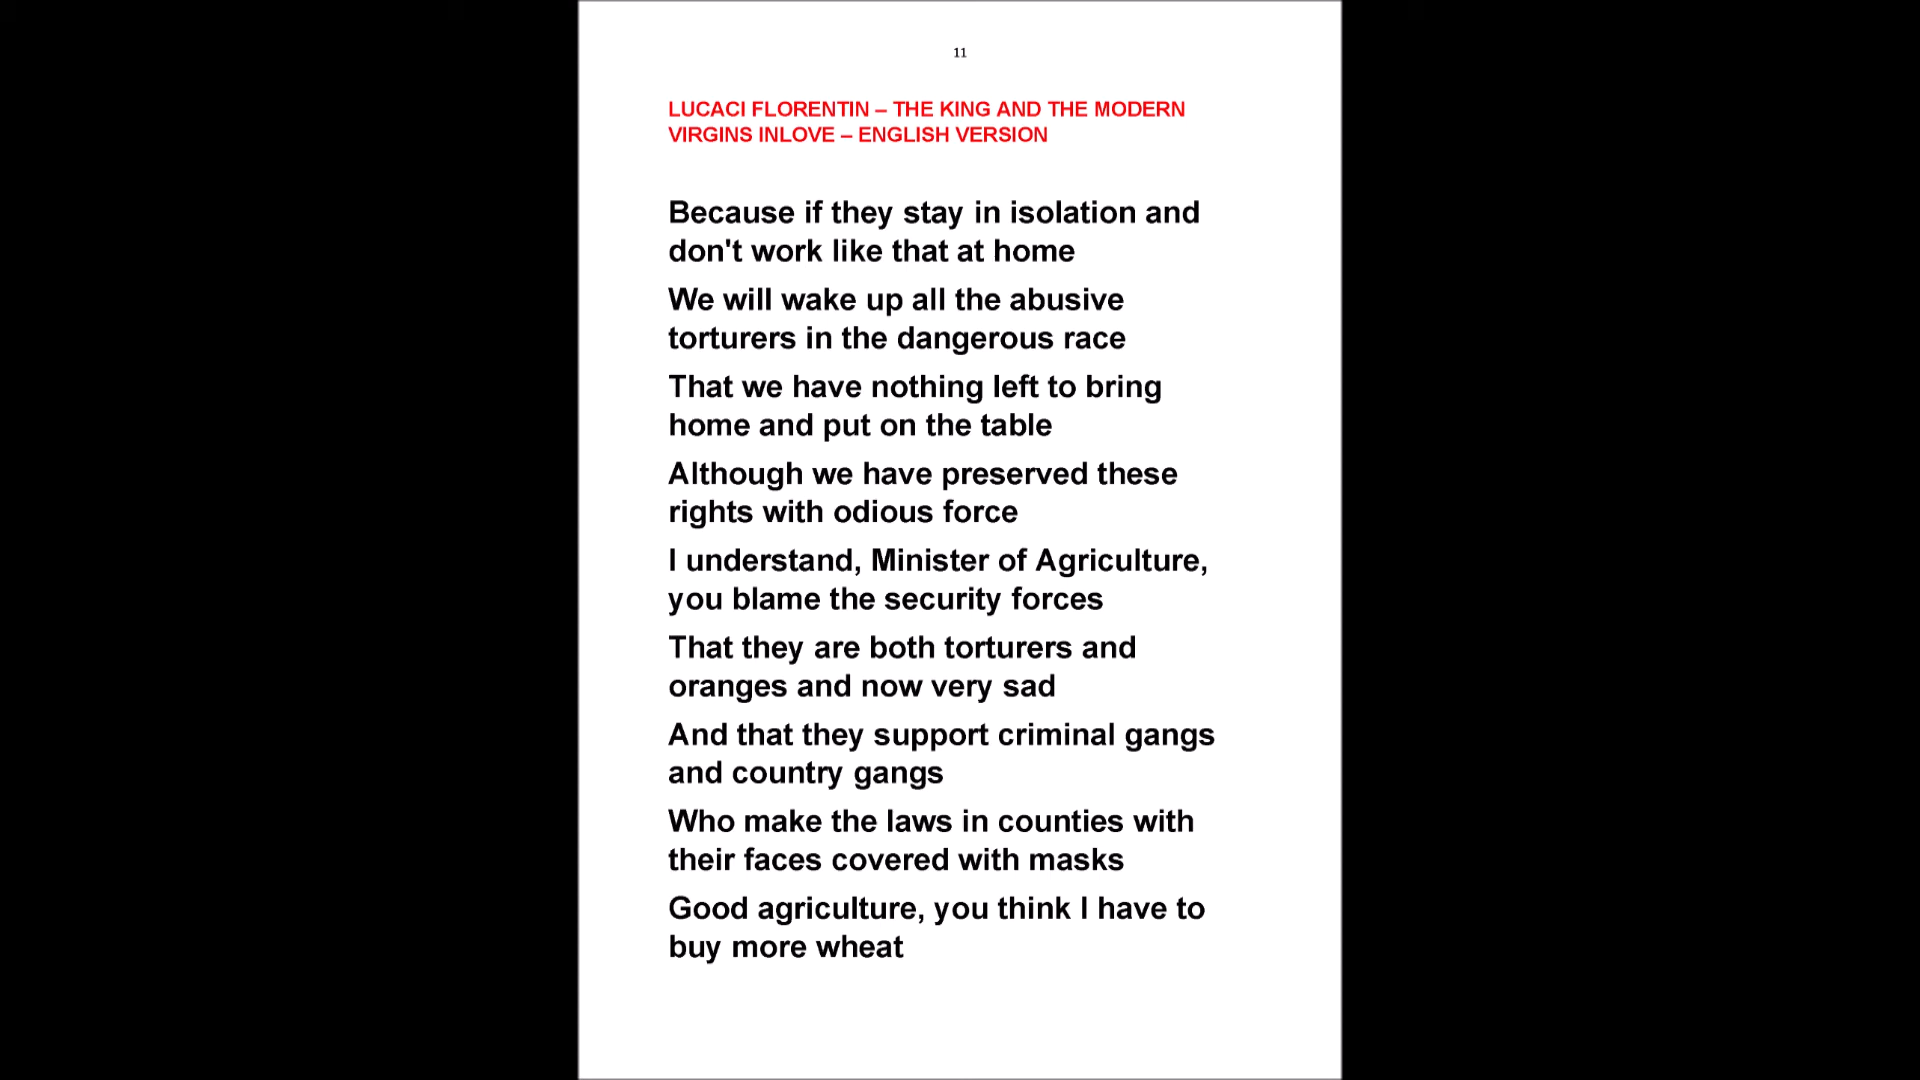 11
LUCACI FLORENTIN – THE KING AND THE MODERN
VIRGINS INLOVE – ENGLISH VERSION
Because if they stay in isolation and
don't work like that at home
We will wake up all the abusive
torturers in the dangerous race
That we have nothing left to bring
home and put on the table
Although we have preserved these
rights with odious force
I understand, Minister of Agriculture,
you blame the security forces
That they are both torturers and
oranges and now very sad
And that they support criminal gangs
and country gangs
Who make the laws in counties with
their faces covered with masks
Good agriculture, you think I have to
buy more wheat